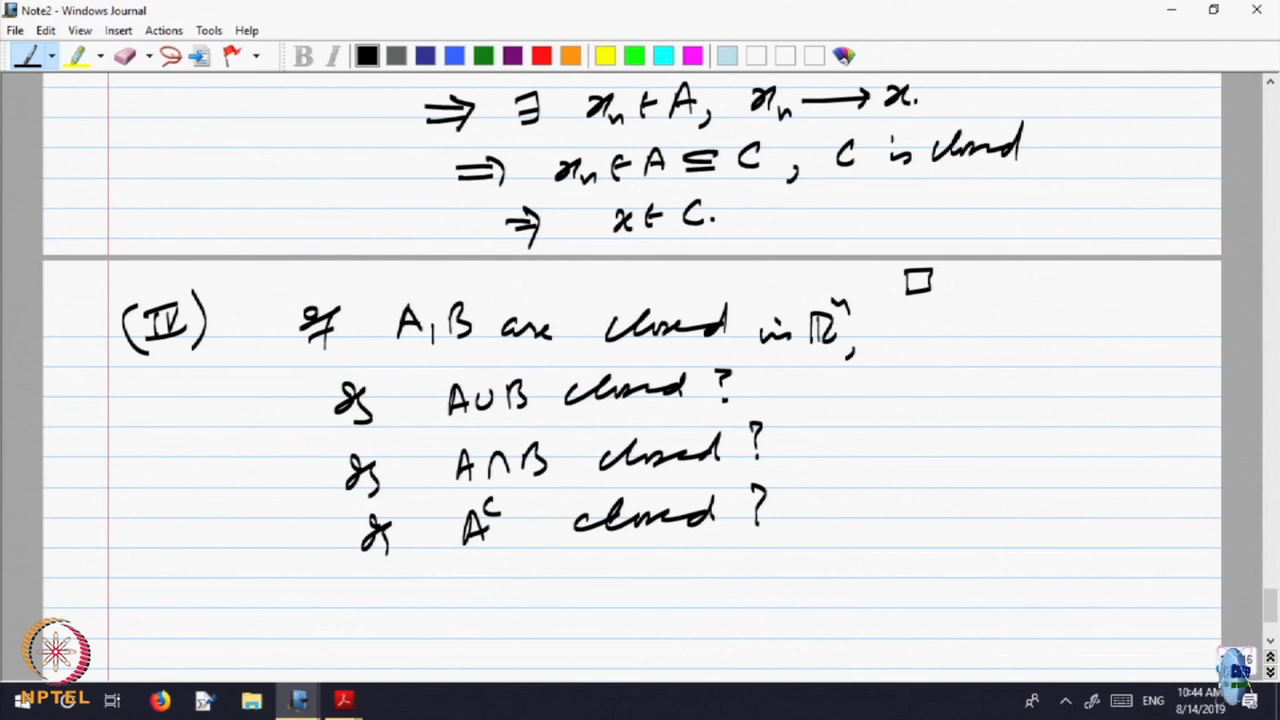 Note2 - Windows Journal
File Edit View Insert Actions Tools Help
B I
⇒ ∃ xₙ ∈ A, xₙ → x.
⇒ xₙ ∈ A ⊆ C, C is closed
⇒ x ∈ C.
□
(IV) If A, B are closed in ℝⁿ,
Is A∪B closed?
Is A∩B closed?
Is Aᶜ closed?
NPTEL
ENG
10:44 AM
8/14/2019